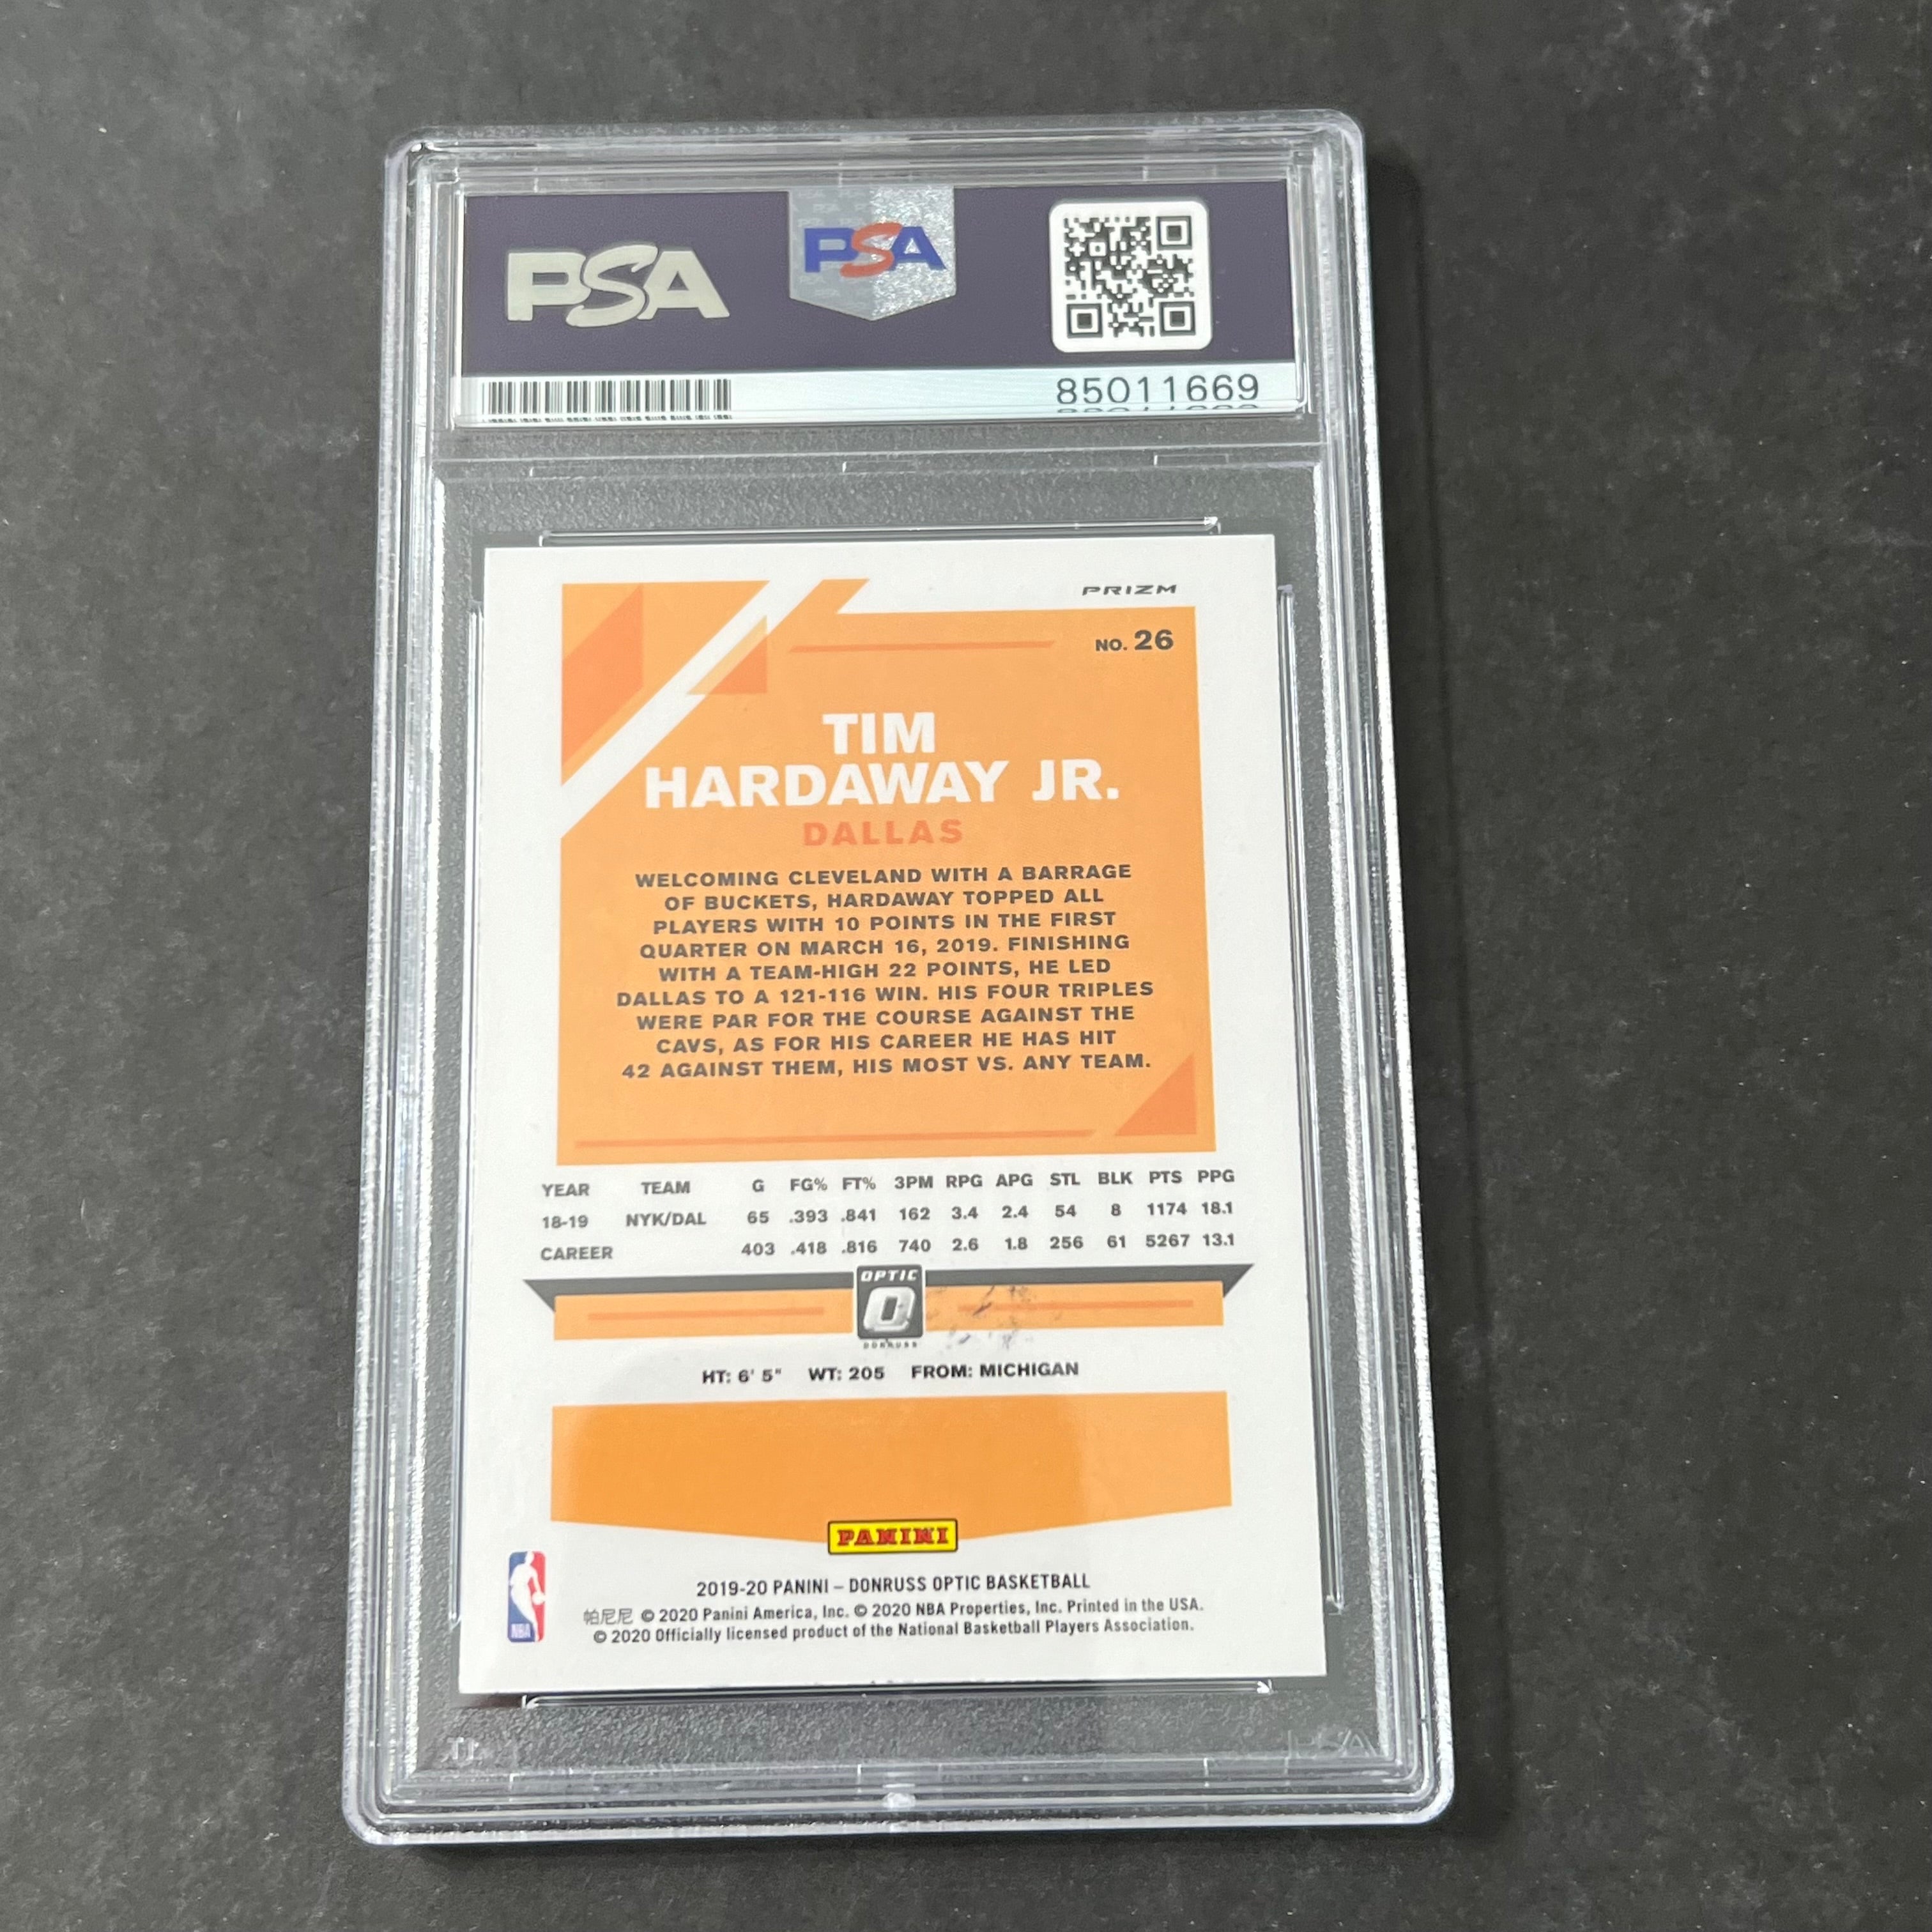 PSA
PSA
85011669
PRIZM
NO. 26
TIM
HARDAWAY JR.
DALLAS
WELCOMING CLEVELAND WITH A BARRAGE
OF BUCKETS, HARDAWAY TOPPED ALL
PLAYERS WITH 10 POINTS IN THE FIRST
QUARTER ON MARCH 16, 2019. FINISHING
WITH A TEAM-HIGH 22 POINTS, HE LED
DALLAS TO A 121-116 WIN. HIS FOUR TRIPLES
WERE PAR FOR THE COURSE AGAINST THE
CAVS, AS FOR HIS CAREER HE HAS HIT
42 AGAINST THEM, HIS MOST VS. ANY TEAM.
YEAR TEAM G FG% FT% 3PM RPG APG STL BLK PTS PPG
18-19 NYK/DAL 65 .393 .841 162 3.4 2.4 54 8 1174 18.1
CAREER 403 .418 .816 740 2.6 1.8 256 61 5267 13.1
OPTIC
DONRUSS
HT: 6' 5" WT: 205 FROM: MICHIGAN
PANINI
NBA
2019-20 PANINI – DONRUSS OPTIC BASKETBALL
帕尼尼 © 2020 Panini America, Inc. © 2020 NBA Properties, Inc. Printed in the USA.
© 2020 Officially licensed product of the National Basketball Players Association.
PSA